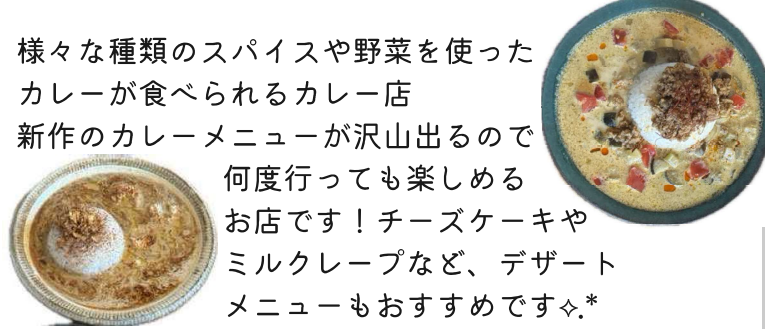 様々な種類のスパイスや野菜を使った
カレーが食べられるカレー店
新作のカレーメニューが沢山出るので
何度行っても楽しめる
お店です！チーズケーキや
ミルクレープなど、デザート
メニューもおすすめです✧.*